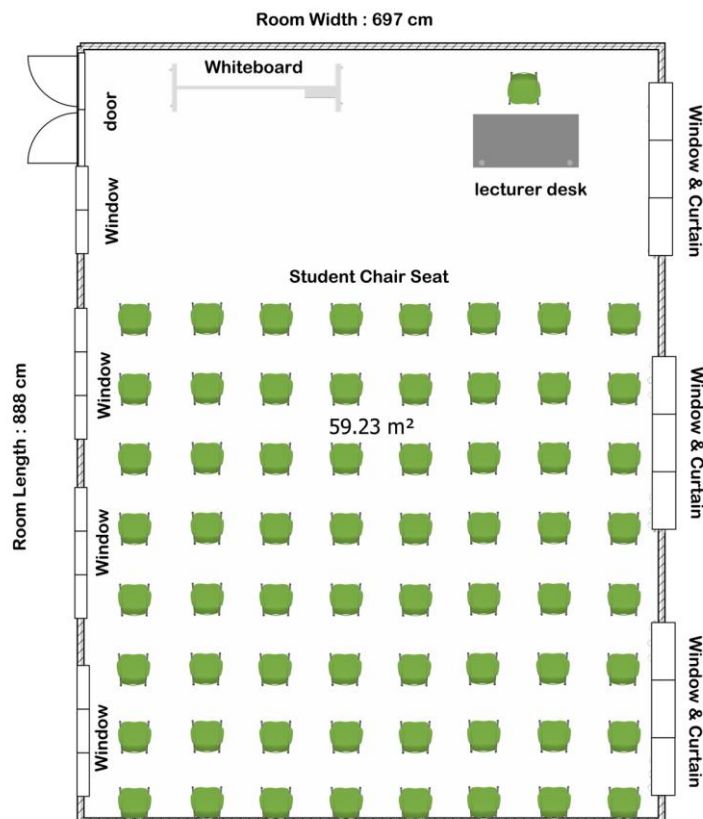 Room Width : 697 cm
Whiteboard
door
Window
lecturer desk
Window & Curtain
Student Chair Seat
Window
59.23 m²
Window & Curtain
Room Length : 888 cm
Window
Window
Window & Curtain